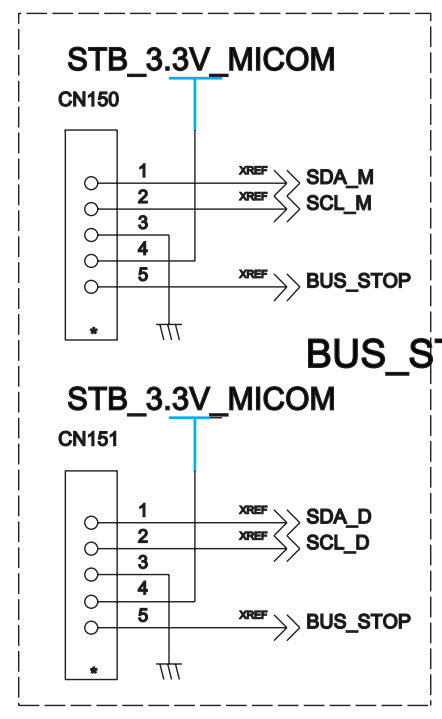 STB_3.3V_MICOM
CN150
1 XREF SDA_M
2 XREF SCL_M
3
4
5 XREF BUS_STOP
*
BUS_ST
STB_3.3V_MICOM
CN151
1 XREF SDA_D
2 XREF SCL_D
3
4
5 XREF BUS_STOP
*